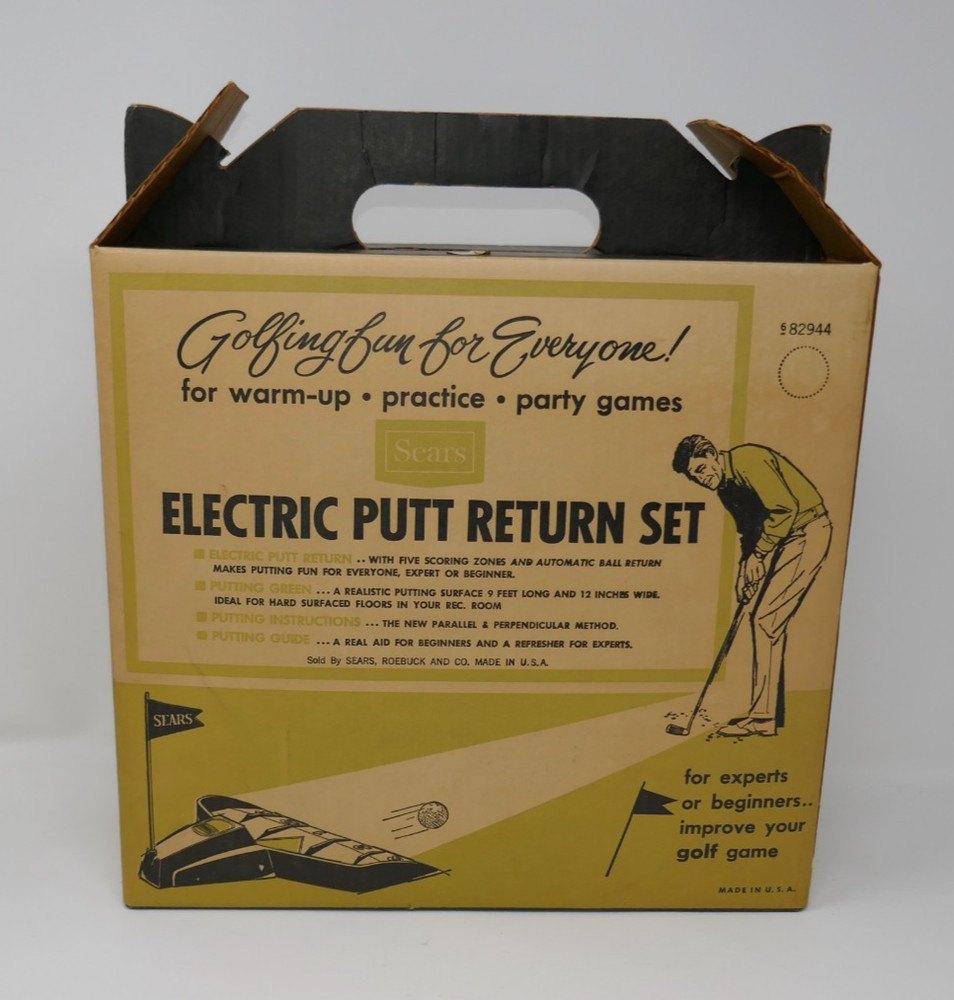 Golfing fun for Everyone!
for warm-up • practice • party games
6 82944
Sears
ELECTRIC PUTT RETURN SET
■ ELECTRIC PUTT RETURN .. WITH FIVE SCORING ZONES AND AUTOMATIC BALL RETURN
MAKES PUTTING FUN FOR EVERYONE, EXPERT OR BEGINNER.
■ PUTTING GREEN ... A REALISTIC PUTTING SURFACE 9 FEET LONG AND 12 INCHES WIDE.
IDEAL FOR HARD SURFACED FLOORS IN YOUR REC. ROOM
■ PUTTING INSTRUCTIONS ... THE NEW PARALLEL & PERPENDICULAR METHOD.
■ PUTTING GUIDE ... A REAL AID FOR BEGINNERS AND A REFRESHER FOR EXPERTS.
Sold By SEARS, ROEBUCK AND CO. MADE IN U.S.A.
SEARS
for experts
or beginners..
improve your
golf game
MADE IN U.S.A.